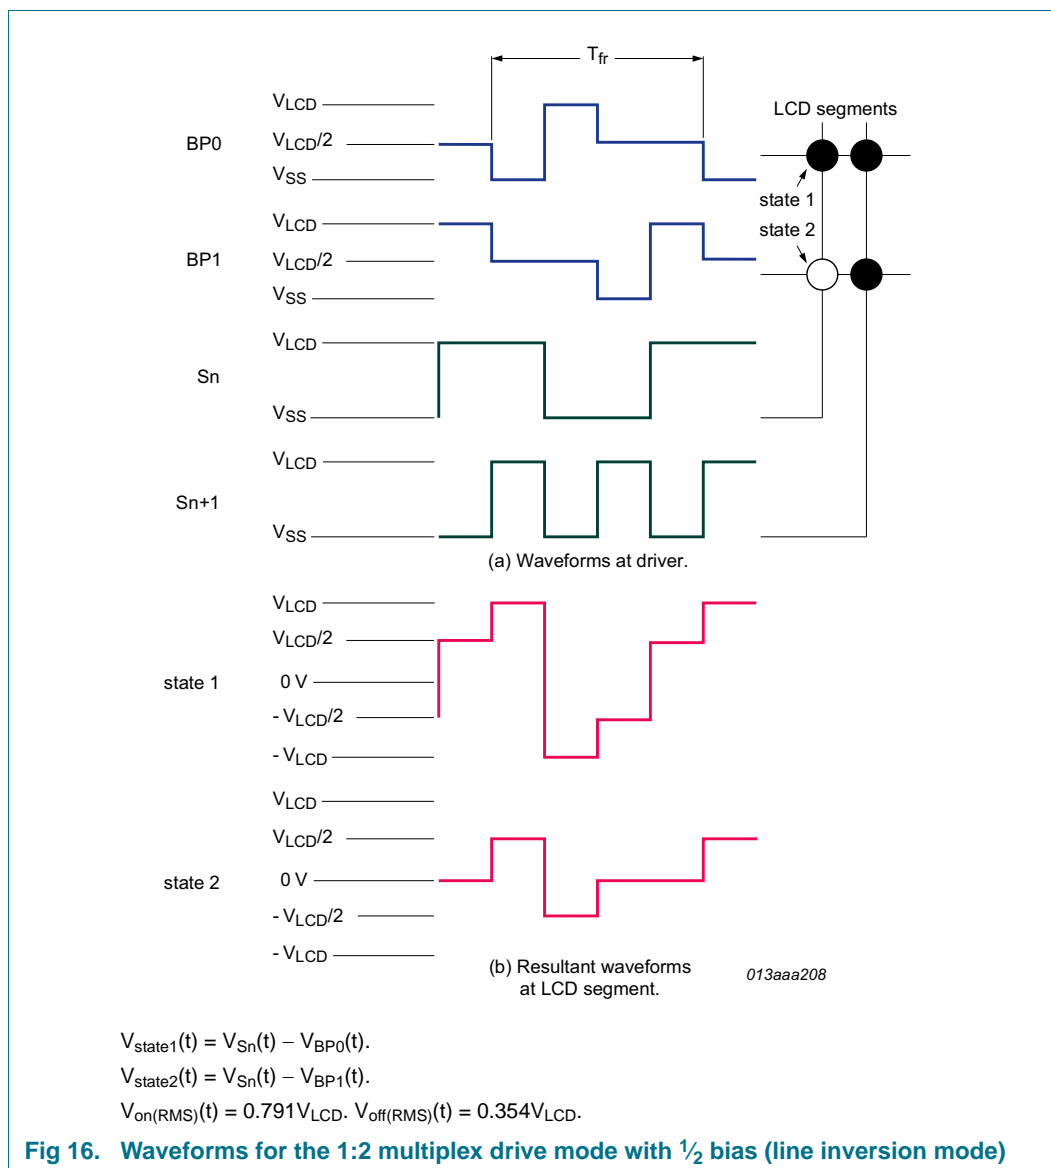 T_fr
V_LCD
BP0
V_LCD/2
V_SS
LCD segments
state 1
V_LCD
state 2
BP1
V_LCD/2
V_SS
V_LCD
Sn
V_SS
V_LCD
Sn+1
V_SS
(a) Waveforms at driver.
V_LCD
V_LCD/2
state 1
0 V
- V_LCD/2
- V_LCD
V_LCD
V_LCD/2
state 2
0 V
- V_LCD/2
- V_LCD
(b) Resultant waveforms
at LCD segment.
013aaa208
V_state1(t) = V_Sn(t) − V_BP0(t).
V_state2(t) = V_Sn(t) − V_BP1(t).
V_on(RMS)(t) = 0.791V_LCD. V_off(RMS)(t) = 0.354V_LCD.
Fig 16. Waveforms for the 1:2 multiplex drive mode with 1⁄2 bias (line inversion mode)